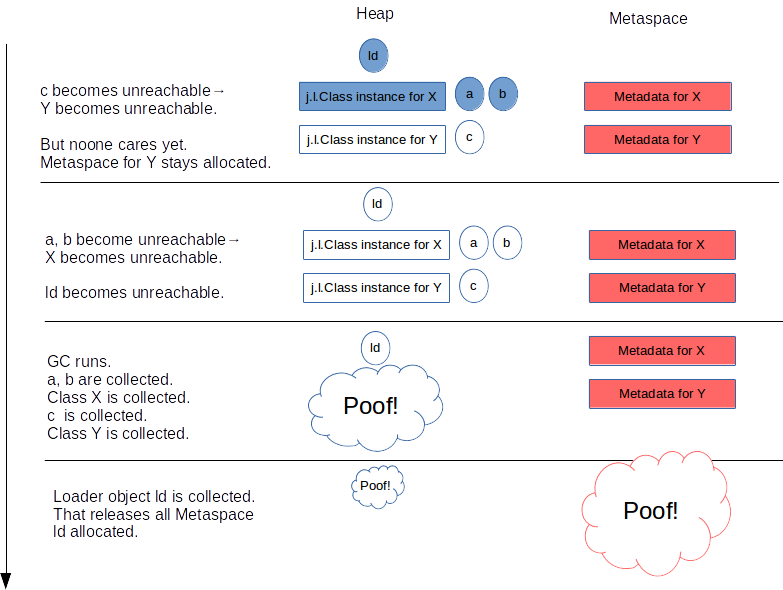 Heap
Metaspace
ld
c becomes unreachable→
Y becomes unreachable.
j.l.Class instance for X
a
b
Metadata for X
But noone cares yet.
Metaspace for Y stays allocated.
j.l.Class instance for Y
c
Metadata for Y
ld
a, b become unreachable→
X becomes unreachable.
j.l.Class instance for X
a
b
Metadata for X
ld becomes unreachable.
j.l.Class instance for Y
c
Metadata for Y
ld
Metadata for X
GC runs.
a, b are collected.
Class X is collected.
c is collected.
Class Y is collected.
Poof!
Metadata for Y
Loader object ld is collected.
That releases all Metaspace
ld allocated.
Poof!
Poof!